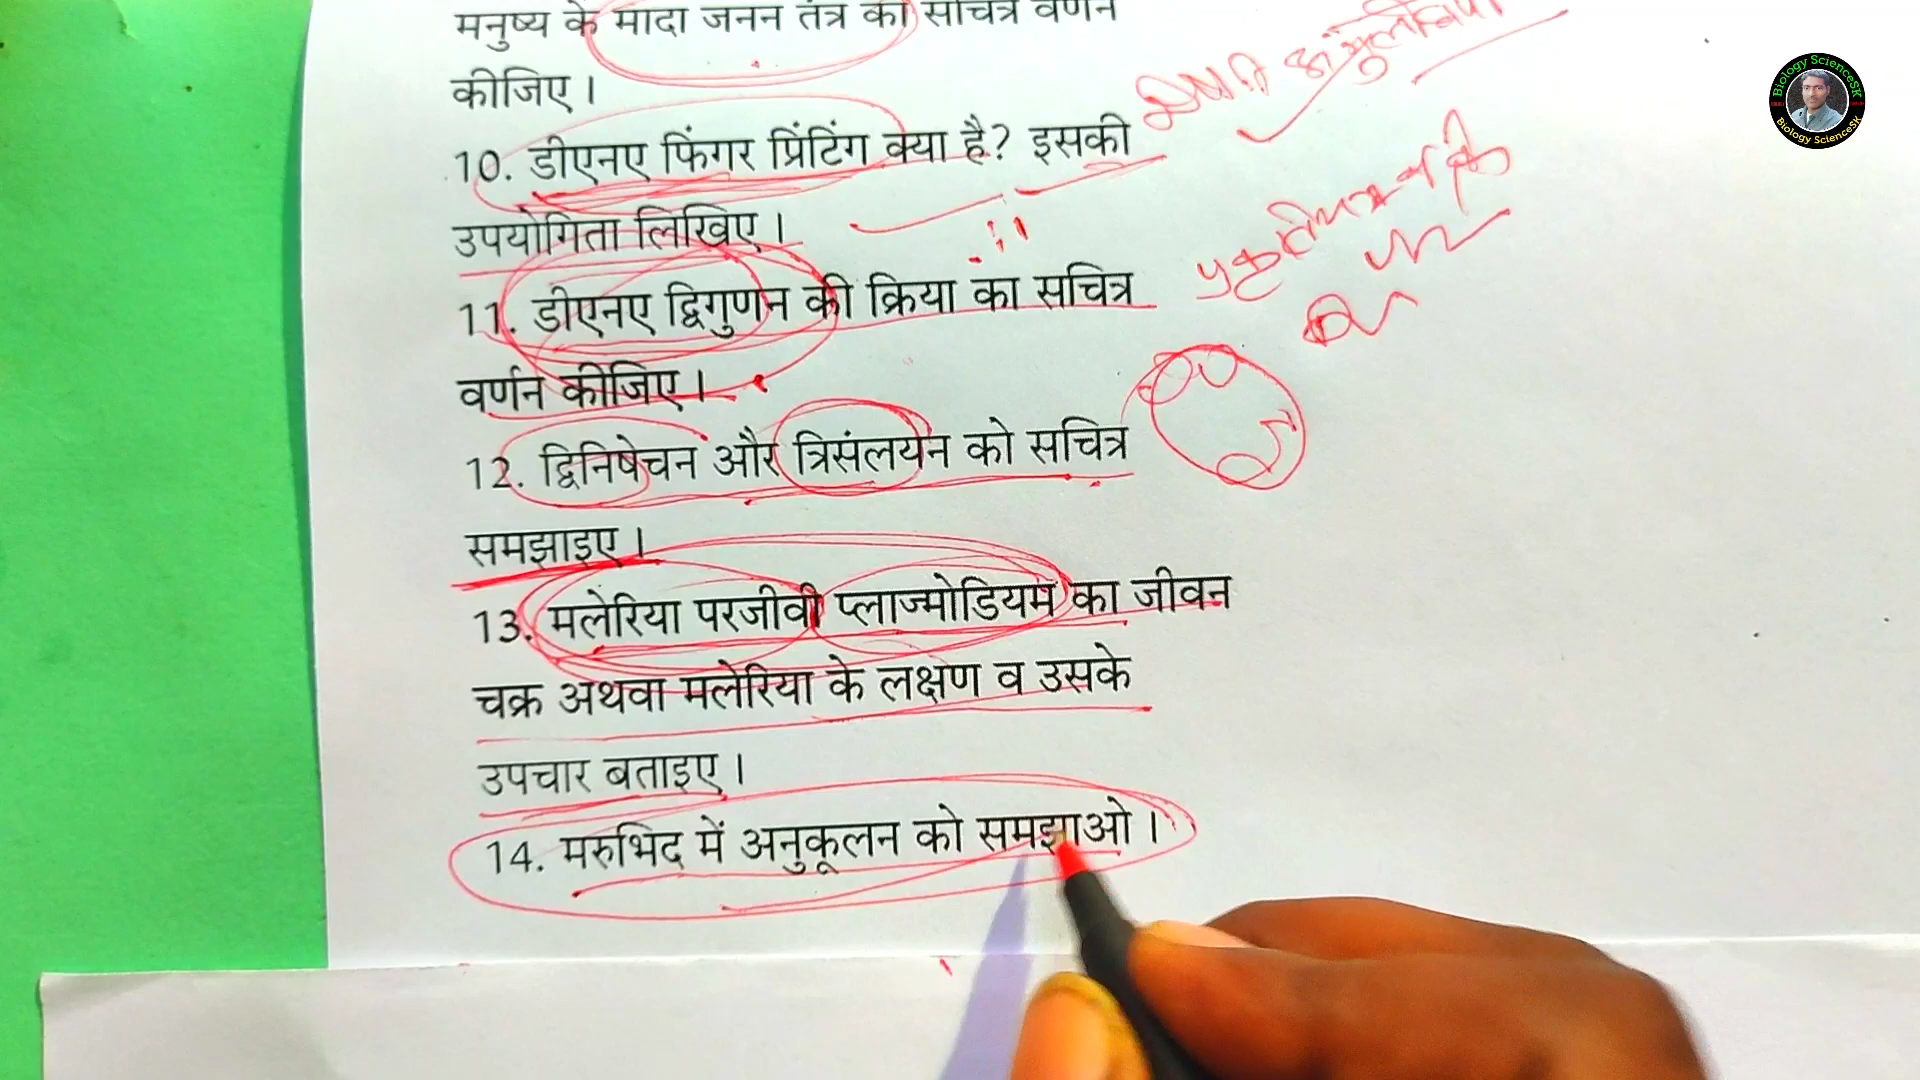 मनुष्य के मादा जनन तंत्र का सचित्र वर्णन
कीजिए।
10. डीएनए फिंगर प्रिंटिंग क्या है? इसकी
उपयोगिता लिखिए।
11. डीएनए द्विगुणन की क्रिया का सचित्र
वर्णन कीजिए।
12. द्विनिषेचन और त्रिसंलयन को सचित्र
समझाइए।
13. मलेरिया परजीवी प्लाज्मोडियम का जीवन
चक्र अथवा मलेरिया के लक्षण व उसके
उपचार बताइए।
14. मरुभिद में अनुकूलन को समझाओ।
Biology ScienceSK
Biology ScienceSK